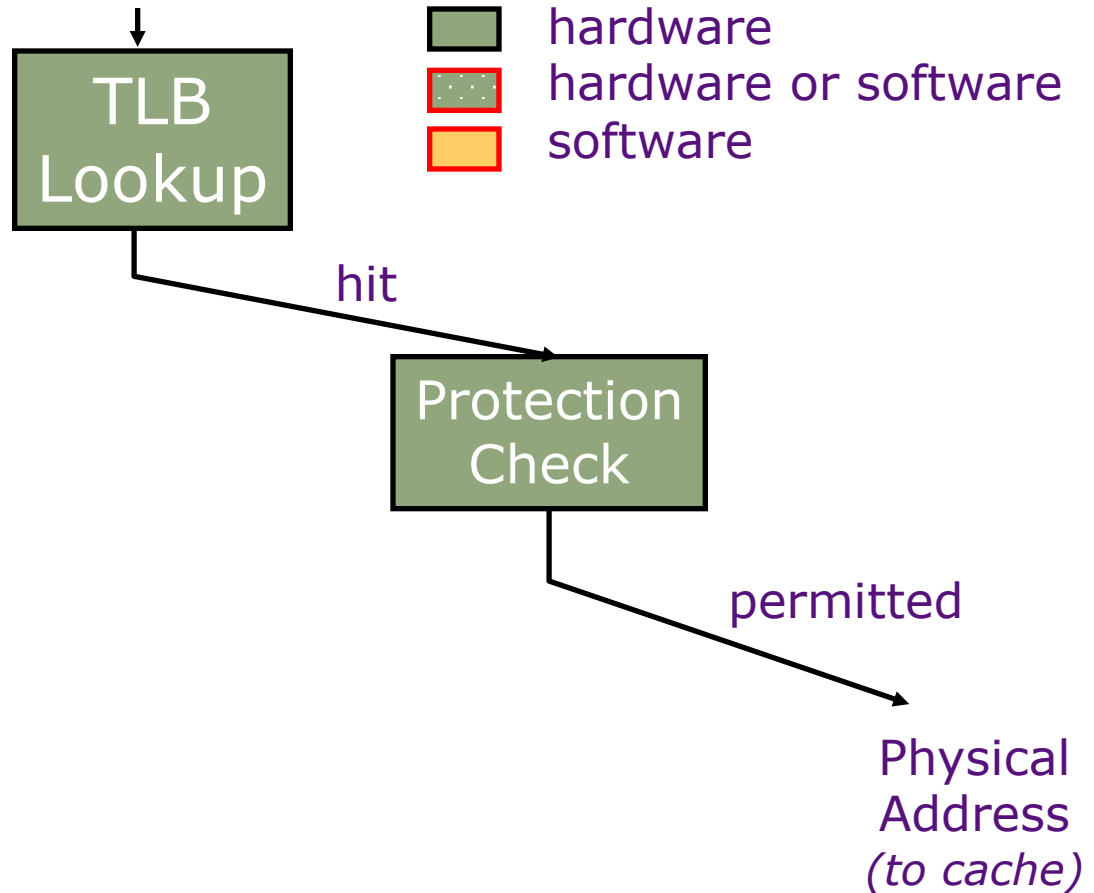 hardware
hardware or software
software
TLB
Lookup
hit
Protection
Check
permitted
Physical
Address
(to cache)